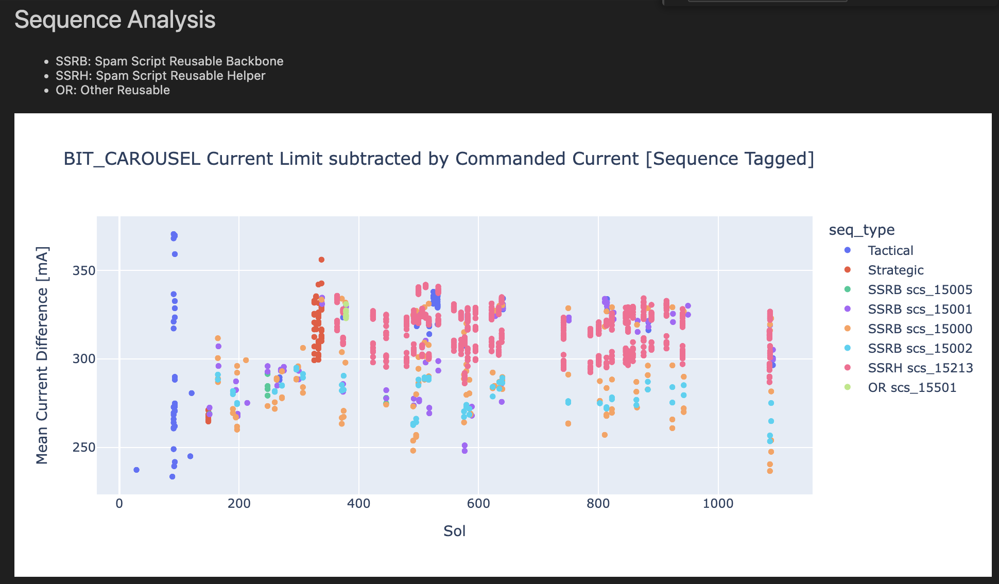 Sequence Analysis
• SSRB: Spam Script Reusable Backbone
• SSRH: Spam Script Reusable Helper
• OR: Other Reusable
BIT_CAROUSEL Current Limit subtracted by Commanded Current [Sequence Tagged]
Mean Current Difference [mA]
350
300
250
0
200
400
600
800
1000
Sol
seq_type
Tactical
Strategic
SSRB scs_15005
SSRB scs_15001
SSRB scs_15000
SSRB scs_15002
SSRH scs_15213
OR scs_15501